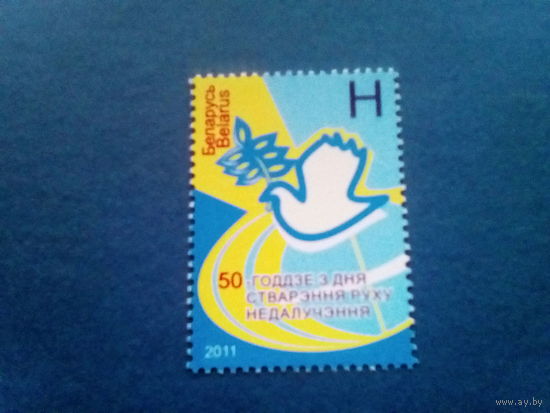 Беларусь
Belarus
H
50-ГОДДЗЕ З ДНЯ
СТВАРЭННЯ РУХУ
НЕДАЛУЧЭННЯ
2011
www.ay.by